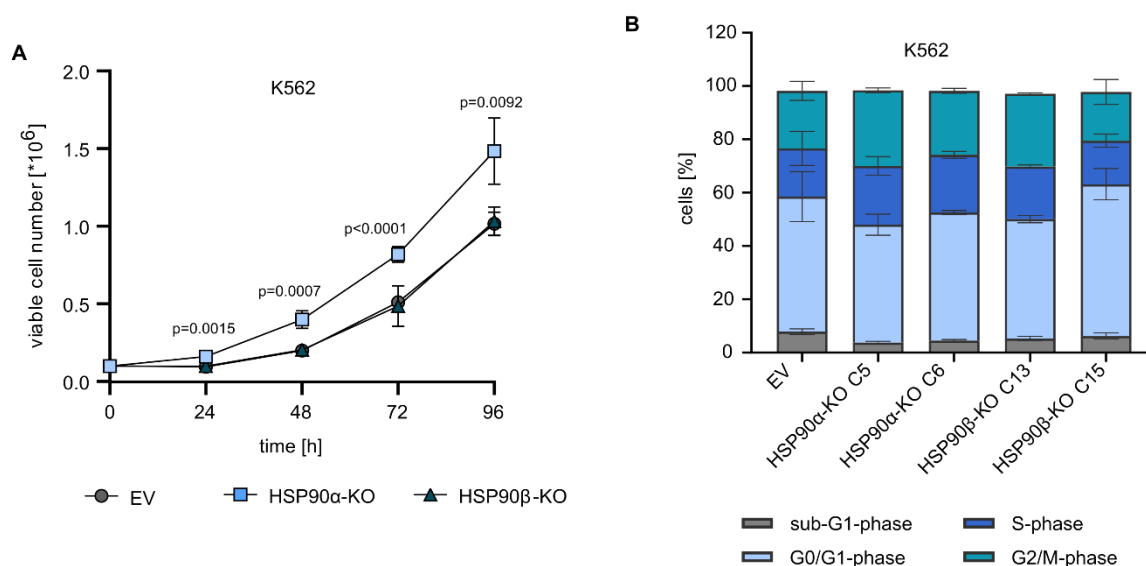 A
K562
viable cell number [*10⁶]
2.0
1.5
1.0
0.5
0.0
p=0.0015
p=0.0007
p<0.0001
p=0.0092
0 24 48 72 96
time [h]
EV HSP90α-KO HSP90β-KO
B
K562
cells [%]
120
100
80
60
40
20
0
EV
HSP90α-KO C5
HSP90α-KO C6
HSP90β-KO C13
HSP90β-KO C15
sub-G1-phase S-phase
G0/G1-phase G2/M-phase